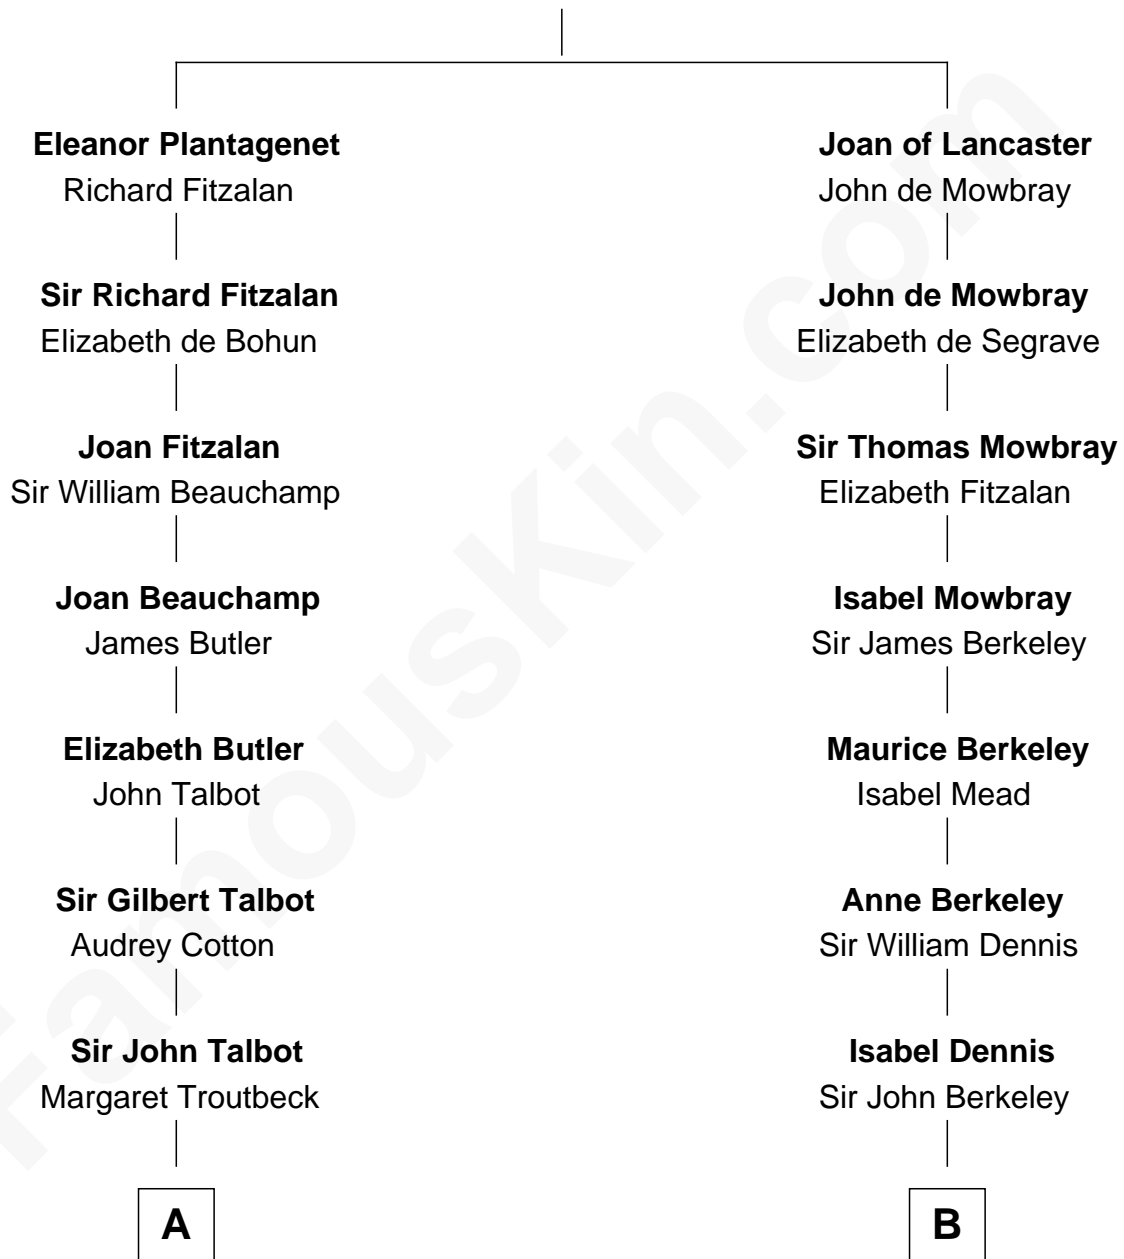 Eleanor Plantagenet
Richard Fitzalan
Sir Richard Fitzalan
Elizabeth de Bohun
Joan Fitzalan
Sir William Beauchamp
Joan Beauchamp
James Butler
Elizabeth Butler
John Talbot
Sir Gilbert Talbot
Audrey Cotton
Sir John Talbot
Margaret Troutbeck
A
Joan of Lancaster
John de Mowbray
John de Mowbray
Elizabeth de Segrave
Sir Thomas Mowbray
Elizabeth Fitzalan
Isabel Mowbray
Sir James Berkeley
Maurice Berkeley
Isabel Mead
Anne Berkeley
Sir William Dennis
Isabel Dennis
Sir John Berkeley
B
FamousKin.com